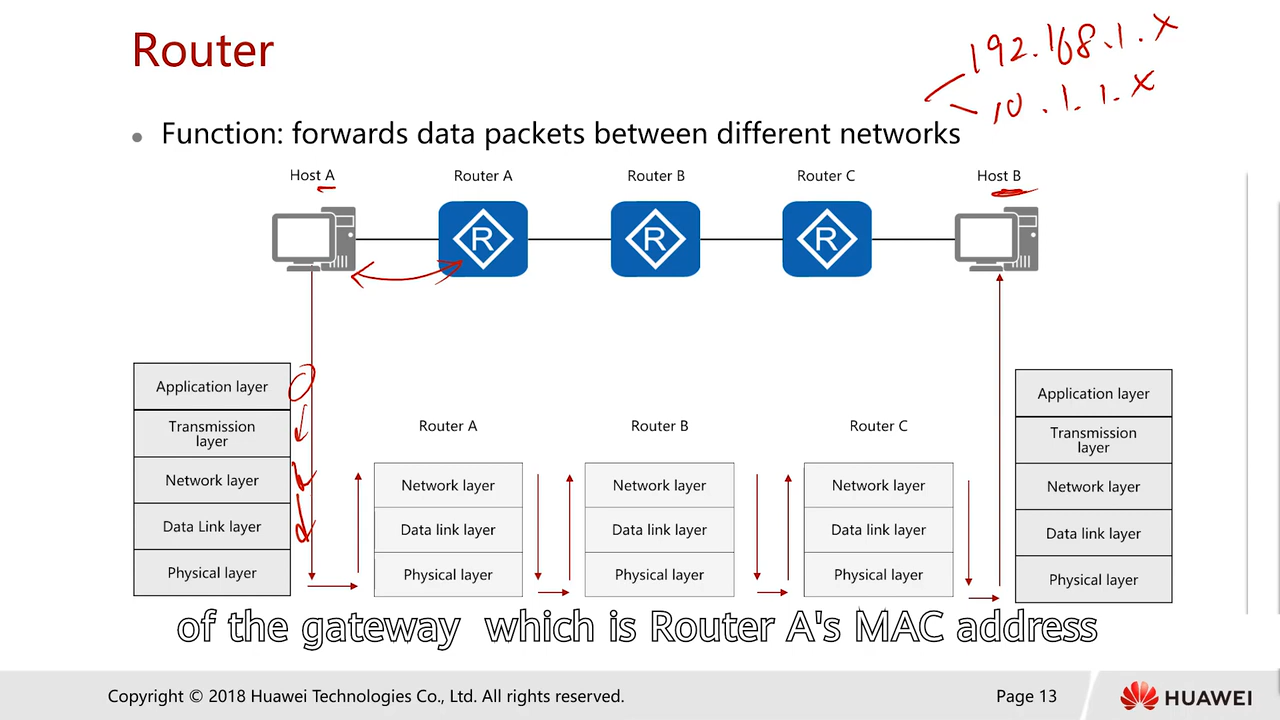 Router
192.168.1.x
10.1.1.x
Function: forwards data packets between different networks
Host A
Router A
Router B
Router C
Host B
R
R
R
Application layer
Transmission
layer
Network layer
Data Link layer
Physical layer
Router A
Network layer
Data link layer
Physical layer
Router B
Network layer
Data link layer
Physical layer
Router C
Network layer
Data link layer
Physical layer
Application layer
Transmission
layer
Network layer
Data link layer
Physical layer
of the gateway which is Router A's MAC address
Copyright © 2018 Huawei Technologies Co., Ltd. All rights reserved.
Page 13
HUAWEI